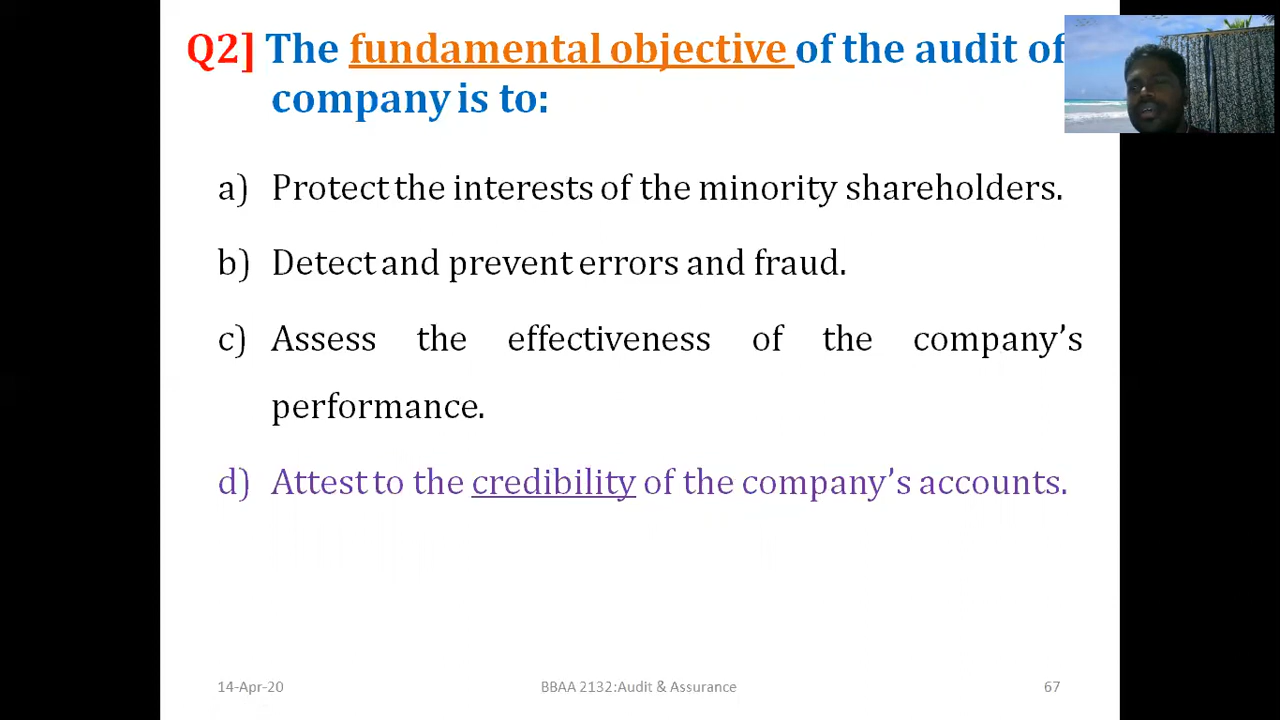 Q2] The fundamental objective of the audit of
company is to:
a) Protect the interests of the minority shareholders.
b) Detect and prevent errors and fraud.
c) Assess the effectiveness of the company's
performance.
d) Attest to the credibility of the company's accounts.
14-Apr-20 BBAA 2132:Audit & Assurance 67